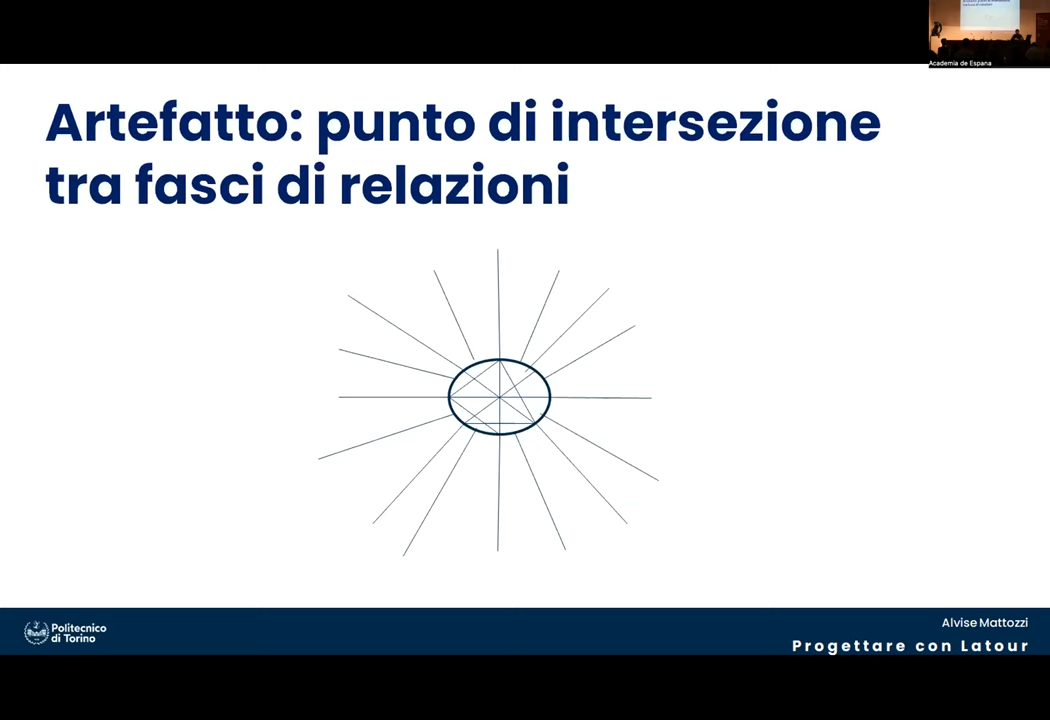 Academia de Espana
Artefatto: punto di intersezione
tra fasci di relazioni
Politecnico
di Torino
Alvise Mattozzi
Progettare con Latour